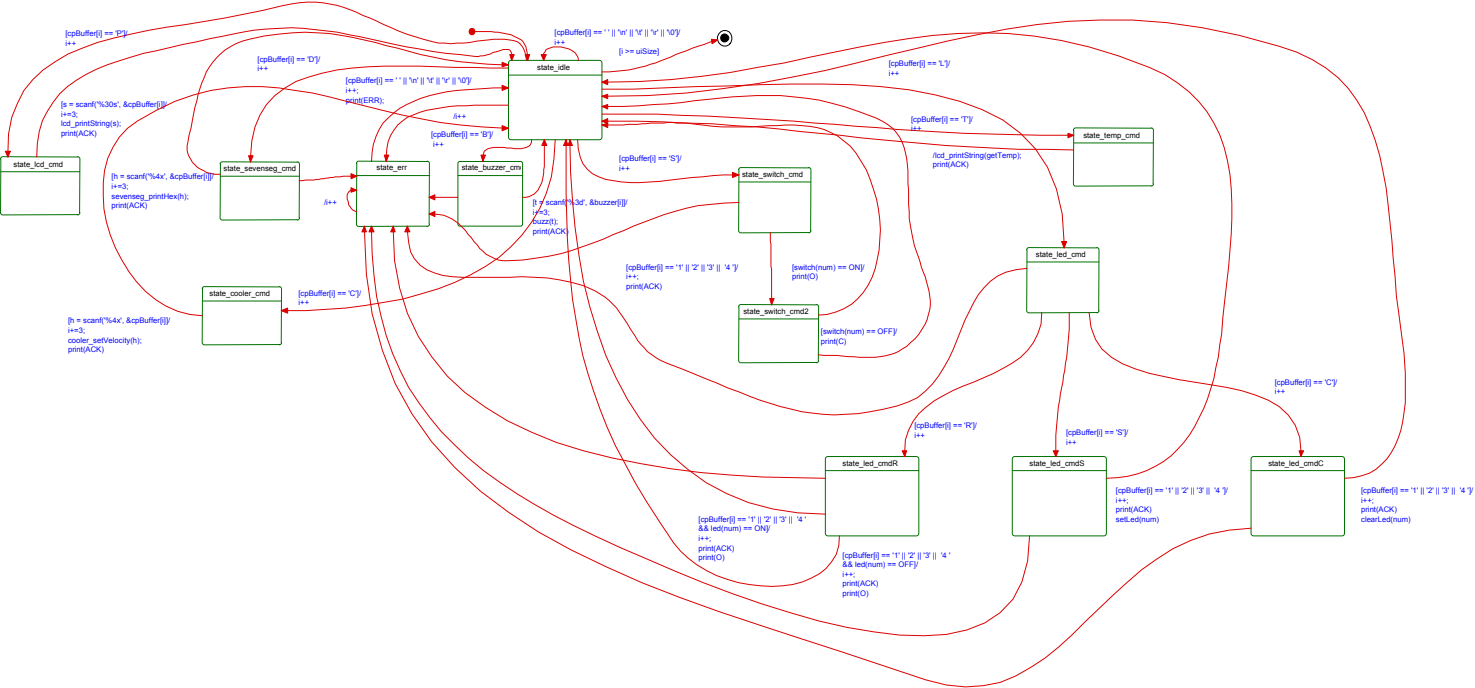 [cpBuffer[i] == 'P']/
i++
[cpBuffer[i] == ' ' || '\n' || '\t' || '\r' || '\0']/
i++
[i >= uiSize]
[cpBuffer[i] == 'D']/
i++
state_idle
[cpBuffer[i] == 'L']/
i++
[cpBuffer[i] == ' ' || '\n' || '\t' || '\r' || '\0']/
i++;
print(ERR);
[s = scanf('%30s', &cpBuffer[i]]/
i+=3;
lcd_printString(s);
print(ACK)
/i++
[cpBuffer[i] == 'B']/
i++
[cpBuffer[i] == 'T']/
i++
state_temp_cmd
/lcd_printString(getTemp);
print(ACK)
state_lcd_cmd
state_sevenseg_cmd
state_err
state_buzzer_cm
[cpBuffer[i] == 'S']/
i++
state_switch_cmd
[h = scanf('%4x', &cpBuffer[i]]/
i+=3;
sevenseg_printHex(h);
print(ACK)
/i++
[t = scanf('%3d', &buzzer[i]]/
i+=3;
buzz(t);
print(ACK)
state_led_cmd
[cpBuffer[i] == '1' || '2' || '3' || '4 ']/
i++;
print(ACK)
[switch(num) == ON]/
print(O)
state_cooler_cmd
[cpBuffer[i] == 'C']/
i++
state_switch_cmd2
[h = scanf('%4x', &cpBuffer[i]]/
i+=3;
cooler_setVelocity(h);
print(ACK)
[switch(num) == OFF]/
print(C)
[cpBuffer[i] == 'C']/
i++
[cpBuffer[i] == 'R']/
i++
[cpBuffer[i] == 'S']/
i++
state_led_cmdR
state_led_cmdS
state_led_cmdC
[cpBuffer[i] == '1' || '2' || '3' || '4 ']/
i++;
print(ACK)
setLed(num)
[cpBuffer[i] == '1' || '2' || '3' || '4 ']/
i++;
print(ACK)
clearLed(num)
[cpBuffer[i] == '1' || '2' || '3' || '4 '
&& led(num) == ON]/
i++;
print(ACK)
print(O)
[cpBuffer[i] == '1' || '2' || '3' || '4 '
&& led(num) == OFF]/
i++;
print(ACK)
print(O)